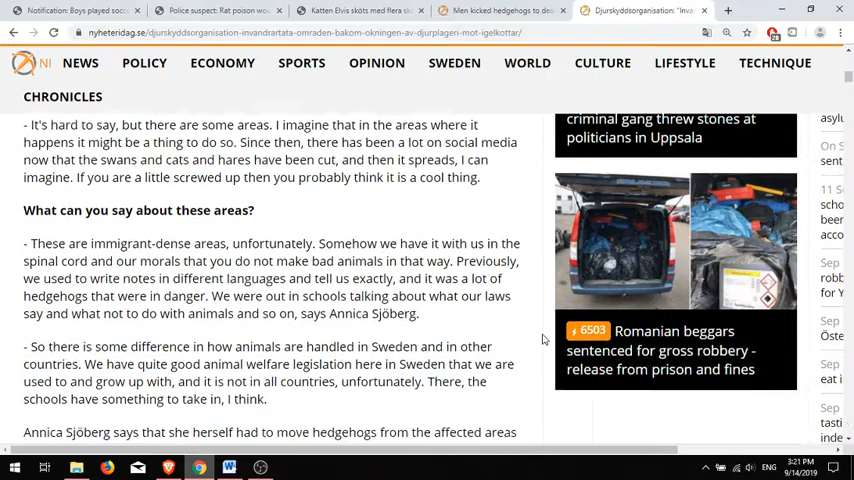 Notification: Boys played socce
Police suspect: Rat poison wou
Katten Elvis sköts med flera sk
Men kicked hedgehogs to dea
Djurskyddsorganisation: "Inva
nyheteridag.se/djurskyddsorganisation-invandrartata-omraden-bakom-okningen-av-djurplageri-mot-igelkottar/
28
NI
NEWS POLICY ECONOMY SPORTS OPINION SWEDEN WORLD CULTURE LIFESTYLE TECHNIQUE
CHRONICLES
- It's hard to say, but there are some areas. I imagine that in the areas where it
happens it might be a thing to do so. Since then, there has been a lot on social media
now that the swans and cats and hares have been cut, and then it spreads, I can
imagine. If you are a little screwed up then you probably think it is a cool thing.
What can you say about these areas?
- These are immigrant-dense areas, unfortunately. Somehow we have it with us in the
spinal cord and our morals that you do not make bad animals in that way. Previously,
we used to write notes in different languages and tell us exactly, and it was a lot of
hedgehogs that were in danger. We were out in schools talking about what our laws
say and what not to do with animals and so on, says Annica Sjöberg.
- So there is some difference in how animals are handled in Sweden and in other
countries. We have quite good animal welfare legislation here in Sweden that we are
used to and grow up with, and it is not in all countries, unfortunately. There, the
schools have something to take in, I think.
Annica Sjöberg says that she herself had to move hedgehogs from the affected areas
criminal gang threw stones at
politicians in Uppsala
6503 Romanian beggars
sentenced for gross robbery -
release from prison and fines
asylu
On S
sent
11 S
scho
been
acco
Sep
robb
for Y
Sep
Öste
Sep
eat i
Sep
tasti
inde
ENG
3:21 PM
9/14/2019